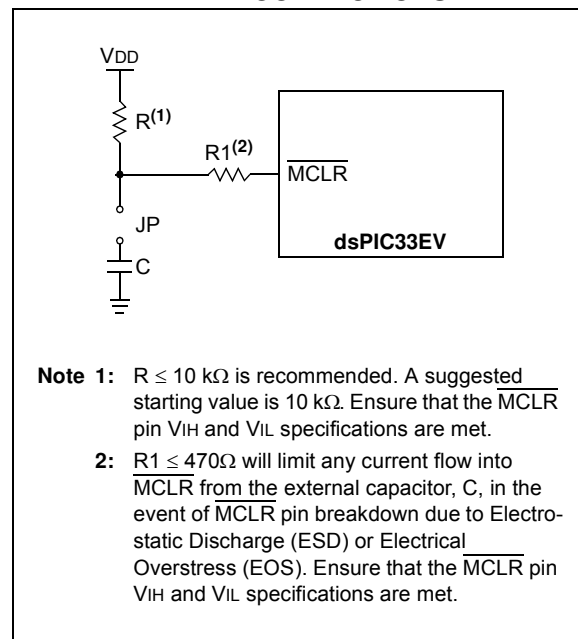 VDD
R(1)
R1(2)
MCLR
JP
dsPIC33EV
C
Note 1: R ≤ 10 kΩ is recommended. A suggested
starting value is 10 kΩ. Ensure that the MCLR
pin VIH and VIL specifications are met.
2: R1 ≤ 470Ω will limit any current flow into
MCLR from the external capacitor, C, in the
event of MCLR pin breakdown due to Electro-
static Discharge (ESD) or Electrical
Overstress (EOS). Ensure that the MCLR pin
VIH and VIL specifications are met.